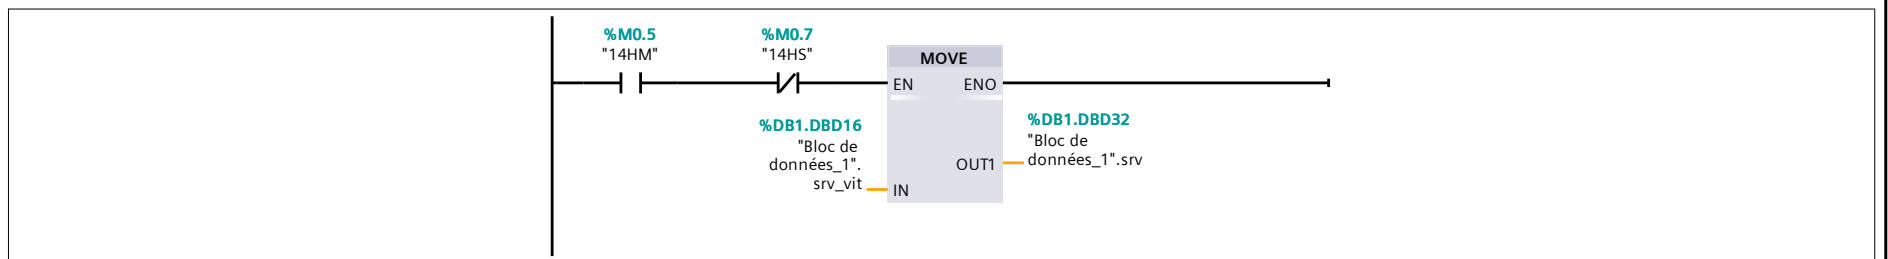 %M0.5
"14HM"
%M0.7
"14HS"
MOVE
EN
ENO
%DB1.DBD16
"Bloc de
données_1".
srv_vit
IN
%DB1.DBD32
"Bloc de
données_1".srv
OUT1